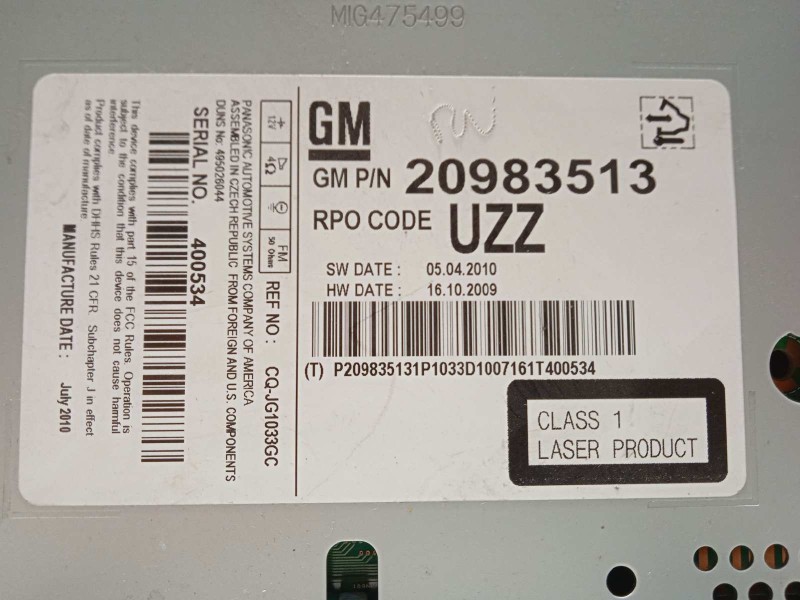 MIG475499
GM
GM P/N 20983513
RPO CODE UZZ
SW DATE : 05.04.2010
HW DATE : 16.10.2009
(T) P209835131P1033D1007161T400534
CLASS 1
LASER PRODUCT
12V
4Ω
FM
50 Ohms
REF NO : CQ-JG1033GC
PANASONIC AUTOMOTIVE SYSTEMS COMPANY OF AMERICA
ASSEMBLED IN CZECH REPUBLIC FROM FOREIGN AND U.S. COMPONENTS
DUNS No: 495026044
SERIAL NO. 400534
This device complies with part 15 of the FCC Rules. Operation is
subject to the condition that this device does not cause harmful
interference.
Product complies with DHHS Rules 21 CFR. Subchapter J in effect
as of date of manufacture.
MANUFACTURE DATE : July 2010